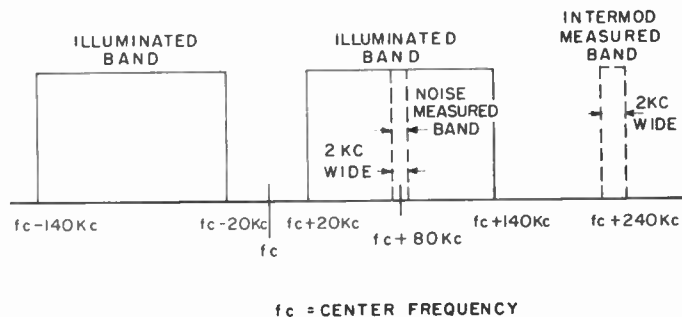 ILLUMINATED
BAND
ILLUMINATED
BAND
INTERMOD
MEASURED
BAND
NOISE
MEASURED
BAND
2 KC
WIDE
2KC
WIDE
fc-140Kc
fc-20Kc
fc
fc+20Kc
fc+80Kc
fc+140Kc
fc+240Kc
fc = CENTER FREQUENCY